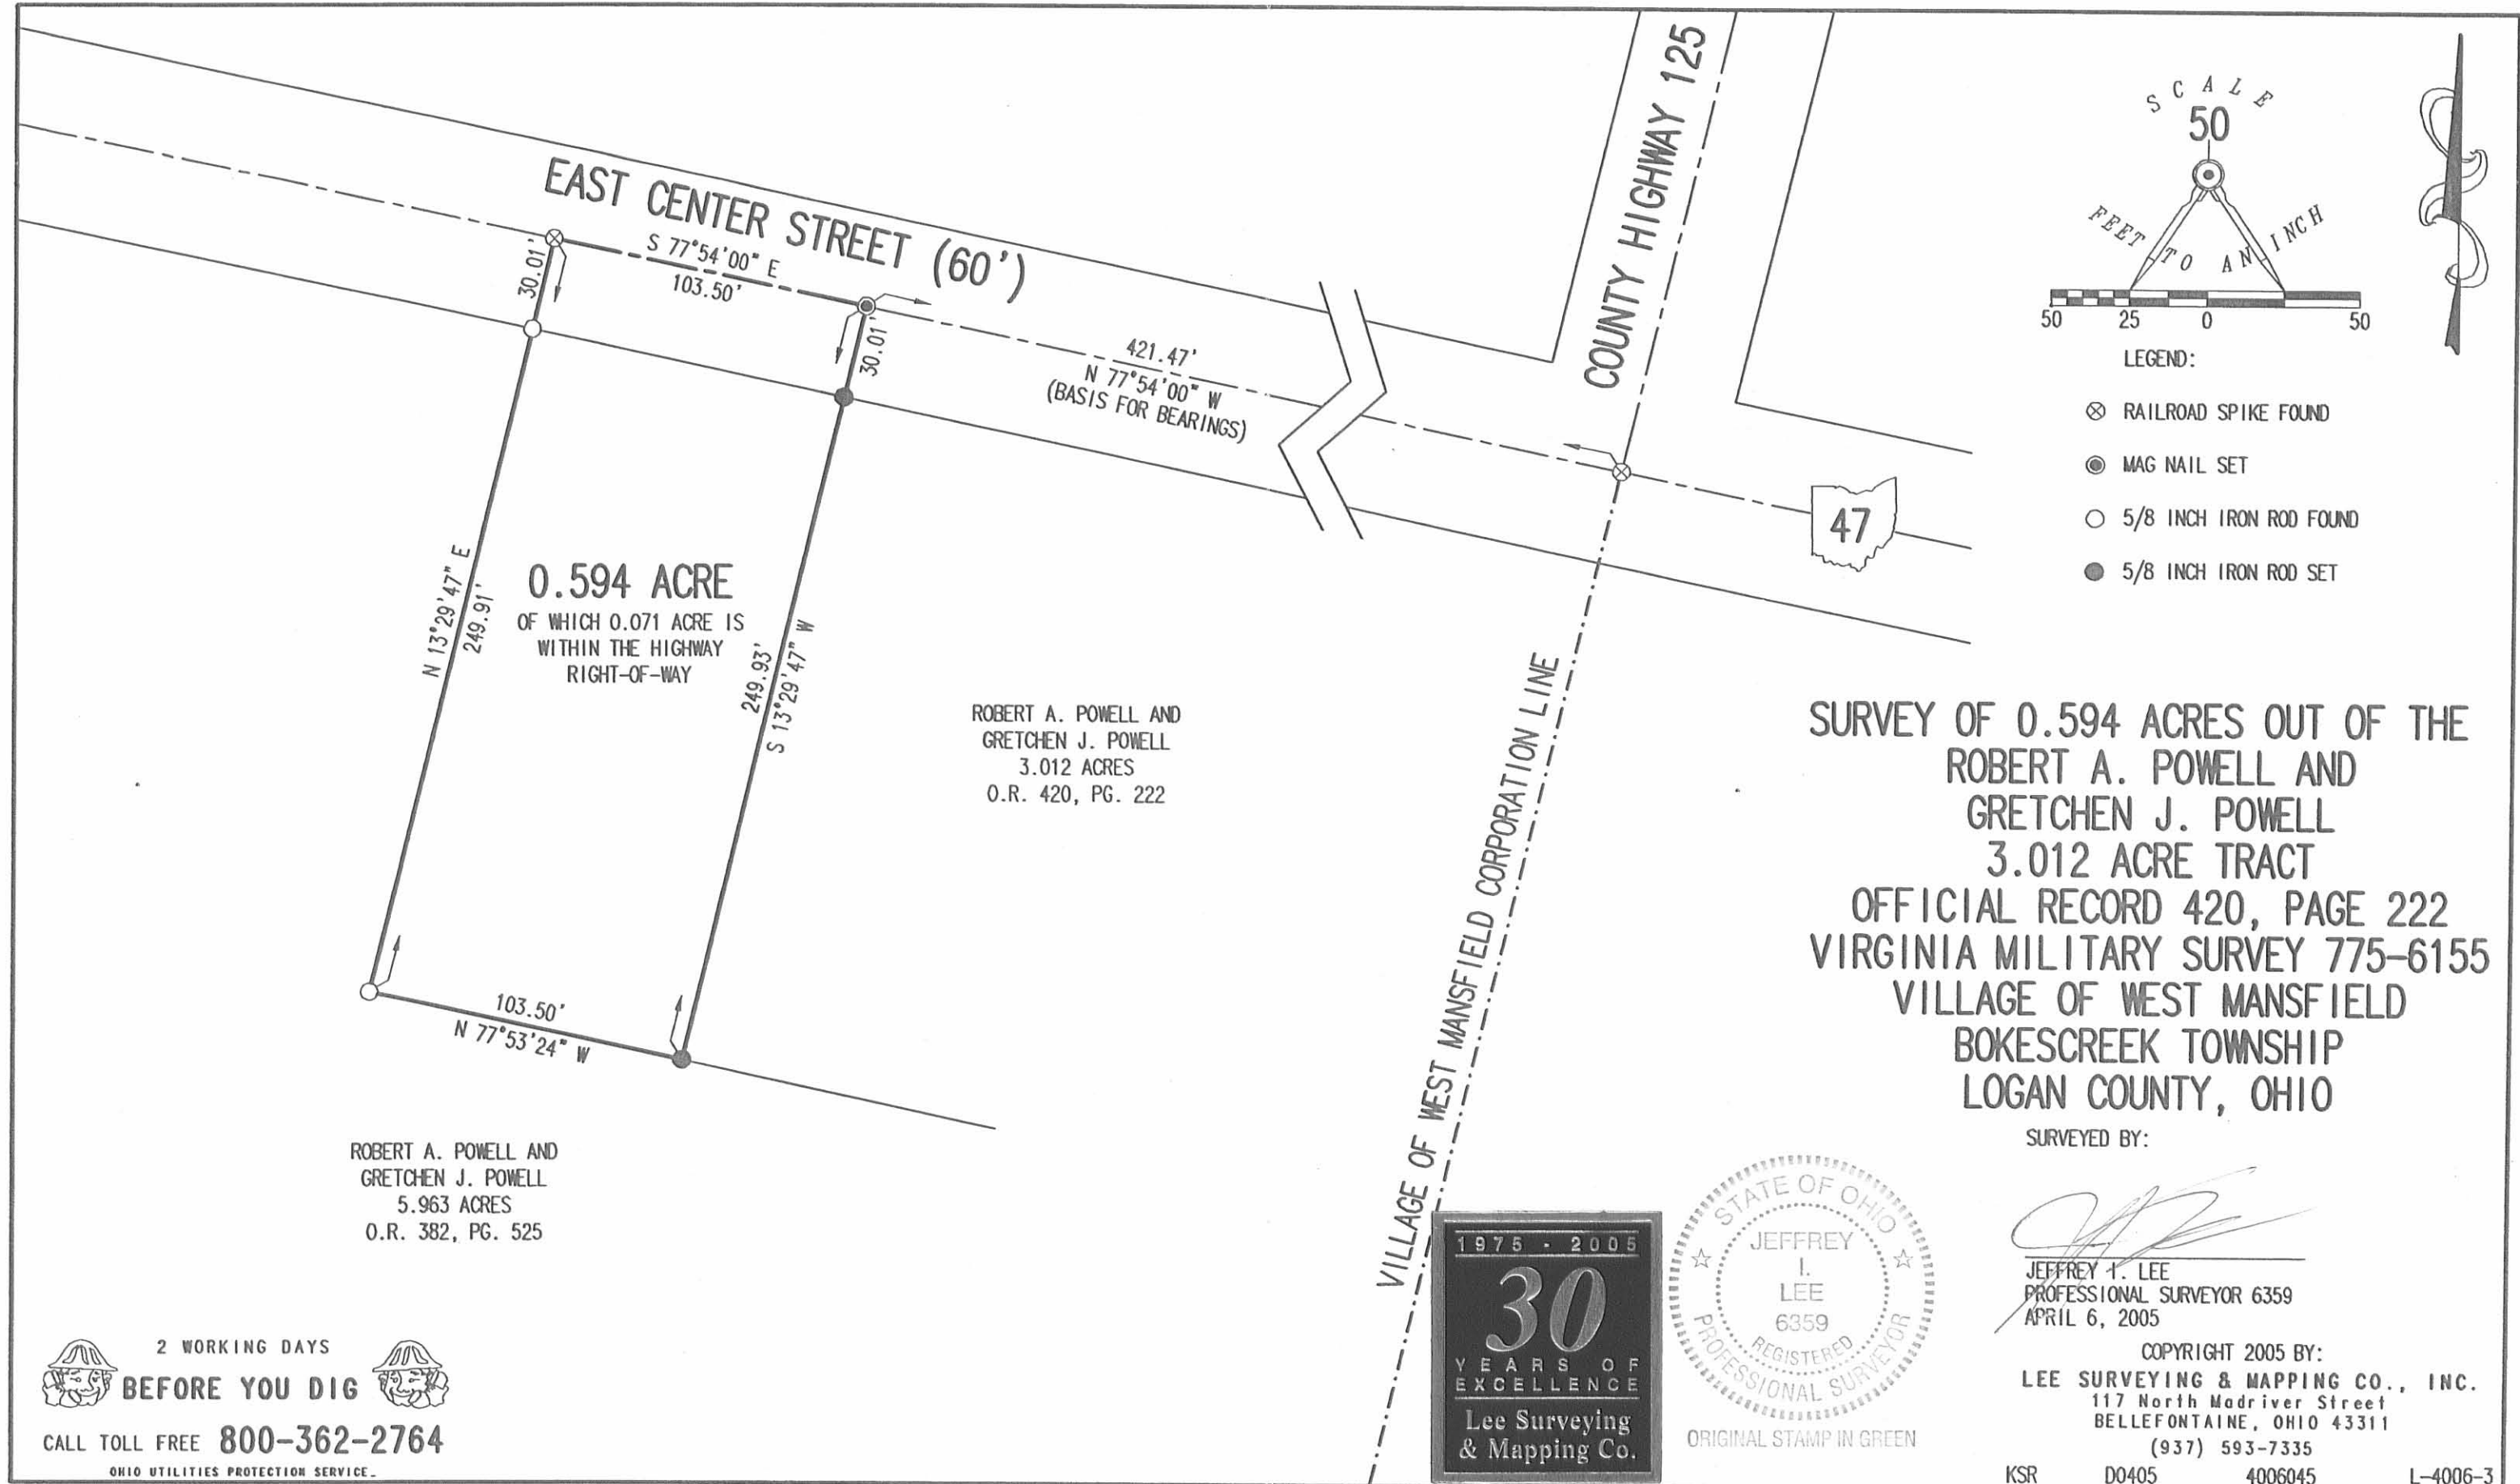 EAST CENTER STREET (60')
S 77°54'00" E
103.50'
30.01'
30.01'
421.47'
N 77°54'00" W
(BASIS FOR BEARINGS)
COUNTY HIGHWAY 125
47
N 13°29'47" E
249.91'
0.594 ACRE
OF WHICH 0.071 ACRE IS
WITHIN THE HIGHWAY
RIGHT-OF-WAY
249.93'
S 13°29'47" W
103.50'
N 77°53'24" W
ROBERT A. POWELL AND
GRETCHEN J. POWELL
3.012 ACRES
O.R. 420, PG. 222
ROBERT A. POWELL AND
GRETCHEN J. POWELL
5.963 ACRES
O.R. 382, PG. 525
VILLAGE OF WEST MANSFIELD CORPORATION LINE
SCALE
50
FEET TO AN INCH
50 25 0 50
LEGEND:
RAILROAD SPIKE FOUND
MAG NAIL SET
5/8 INCH IRON ROD FOUND
5/8 INCH IRON ROD SET
SURVEY OF 0.594 ACRES OUT OF THE
ROBERT A. POWELL AND
GRETCHEN J. POWELL
3.012 ACRE TRACT
OFFICIAL RECORD 420, PAGE 222
VIRGINIA MILITARY SURVEY 775-6155
VILLAGE OF WEST MANSFIELD
BOKESCREEK TOWNSHIP
LOGAN COUNTY, OHIO
SURVEYED BY:
JEFFREY I. LEE
PROFESSIONAL SURVEYOR 6359
APRIL 6, 2005
COPYRIGHT 2005 BY:
LEE SURVEYING & MAPPING CO., INC.
117 North Madriver Street
BELLEFONTAINE, OHIO 43311
(937) 593-7335
KSR D0405 4006045 L-4006-3
STATE OF OHIO
JEFFREY
I.
LEE
6359
REGISTERED
PROFESSIONAL SURVEYOR
ORIGINAL STAMP IN GREEN
1975 - 2005
30
YEARS OF
EXCELLENCE
Lee Surveying
& Mapping Co.
2 WORKING DAYS
BEFORE YOU DIG
CALL TOLL FREE 800-362-2764
OHIO UTILITIES PROTECTION SERVICE.